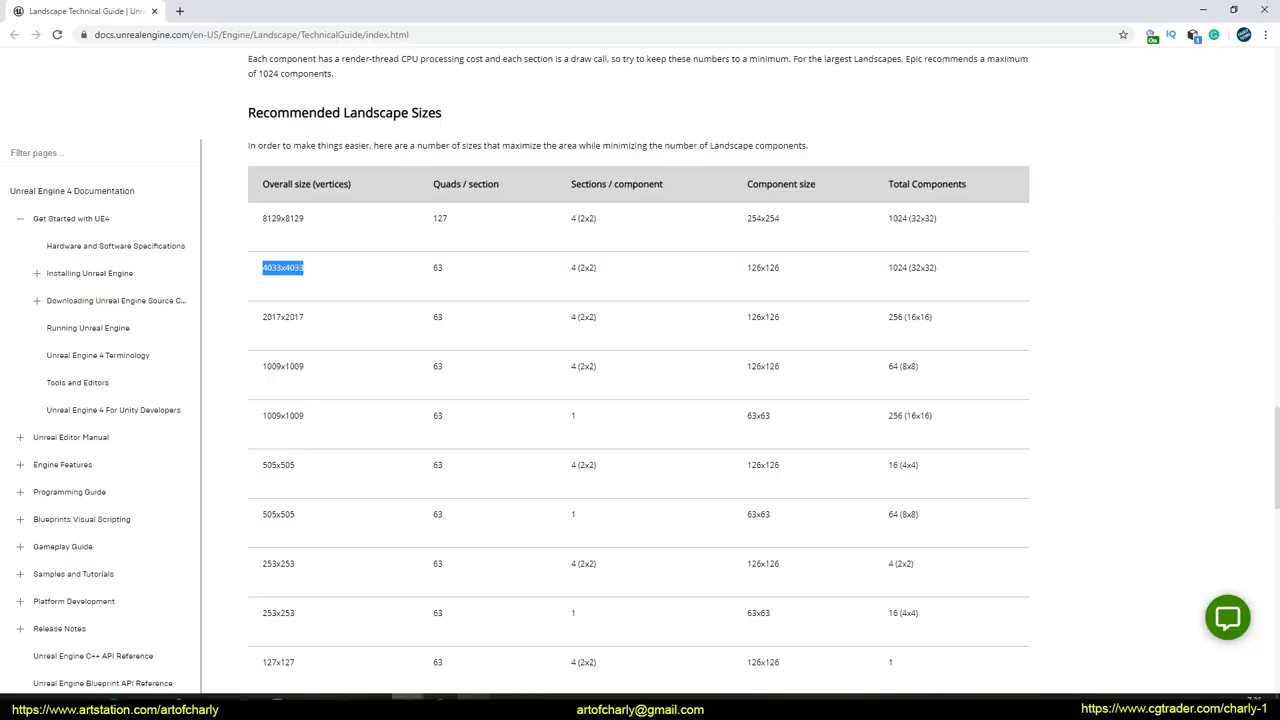 Landscape Technical Guide | Unr
docs.unrealengine.com/en-US/Engine/Landscape/TechnicalGuide/index.html
On
IQ
1
Each component has a render-thread CPU processing cost and each section is a draw call, so try to keep these numbers to a minimum. For the largest Landscapes, Epic recommends a maximum
of 1024 components.
Recommended Landscape Sizes
In order to make things easier, here are a number of sizes that maximize the area while minimizing the number of Landscape components.
Filter pages...
Unreal Engine 4 Documentation
Get Started with UE4
Hardware and Software Specifications
Installing Unreal Engine
Downloading Unreal Engine Source C...
Running Unreal Engine
Unreal Engine 4 Terminology
Tools and Editors
Unreal Engine 4 For Unity Developers
Unreal Editor Manual
Engine Features
Programming Guide
Blueprints Visual Scripting
Gameplay Guide
Samples and Tutorials
Platform Development
Release Notes
Unreal Engine C++ API Reference
Unreal Engine Blueprint API Reference
Overall size (vertices) Quads / section Sections / component Component size Total Components
8129x8129 127 4 (2x2) 254x254 1024 (32x32)
4033x4033 63 4 (2x2) 126x126 1024 (32x32)
2017x2017 63 4 (2x2) 126x126 256 (16x16)
1009x1009 63 4 (2x2) 126x126 64 (8x8)
1009x1009 63 1 63x63 256 (16x16)
505x505 63 4 (2x2) 126x126 16 (4x4)
505x505 63 1 63x63 64 (8x8)
253x253 63 4 (2x2) 126x126 4 (2x2)
253x253 63 1 63x63 16 (4x4)
127x127 63 4 (2x2) 126x126 1
https://www.artstation.com/artofcharly artofcharly@gmail.com https://www.cgtrader.com/charly-1